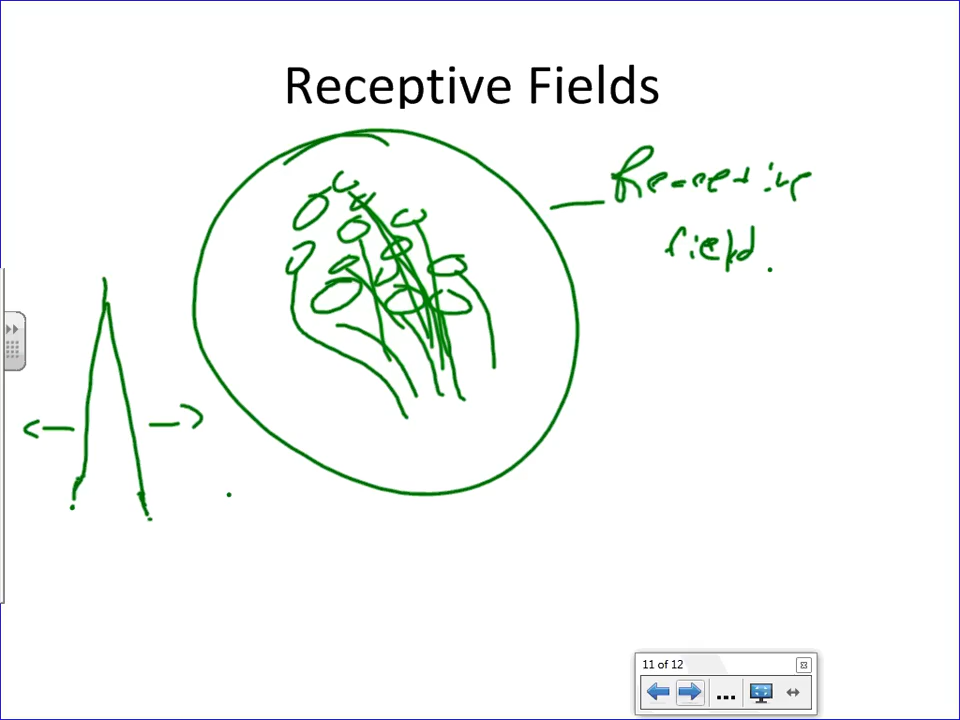 Receptive Fields
Receptive
field.
11 of 12
...